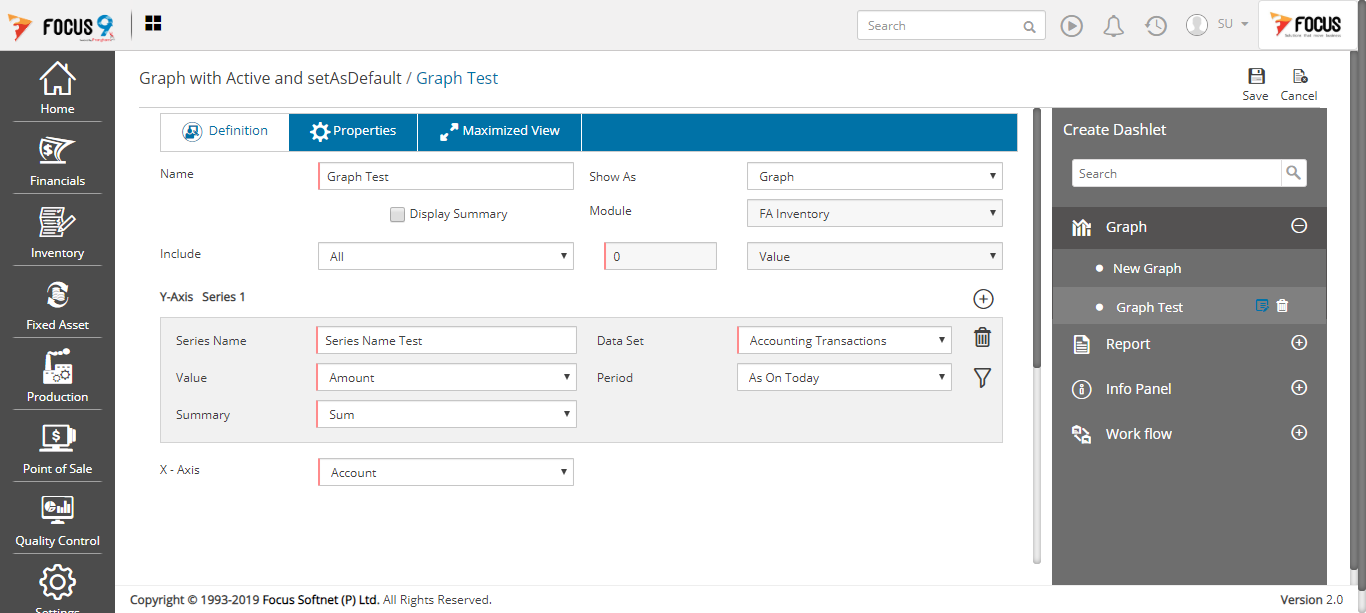 FOCUS 9
Search
SU
FOCUS
Home
Financials
Inventory
Fixed Asset
Production
Point of Sale
Quality Control
Settings
Graph with Active and setAsDefault / Graph Test
Save
Cancel
Definition
Properties
Maximized View
Name
Graph Test
Show As
Graph
Display Summary
Module
FA Inventory
Include
All
0
Value
Y-Axis Series 1
Series Name
Series Name Test
Data Set
Accounting Transactions
Value
Amount
Period
As On Today
Summary
Sum
X - Axis
Account
Create Dashlet
Search
Graph
New Graph
Graph Test
Report
Info Panel
Work flow
Copyright © 1993-2019 Focus Softnet (P) Ltd. All Rights Reserved.
Version 2.0